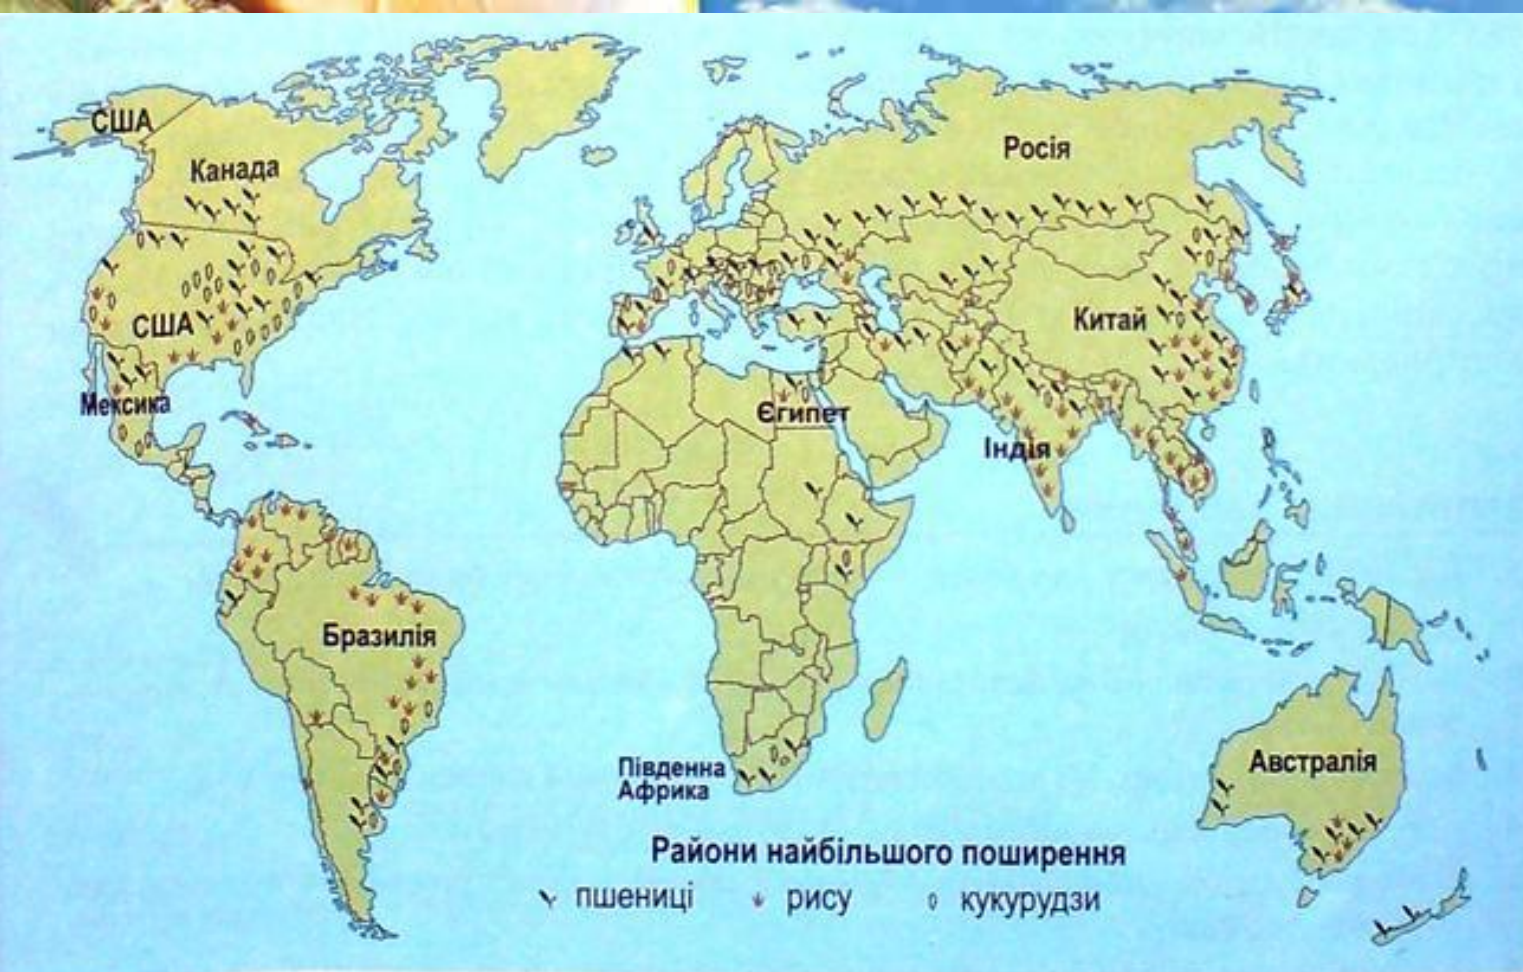 США
Канада
Росія
США
Китай
Мексика
Єгипет
Індія
Бразилія
Південна
Африка
Австралія
Райони найбільшого поширення
пшениці рису кукурудзи